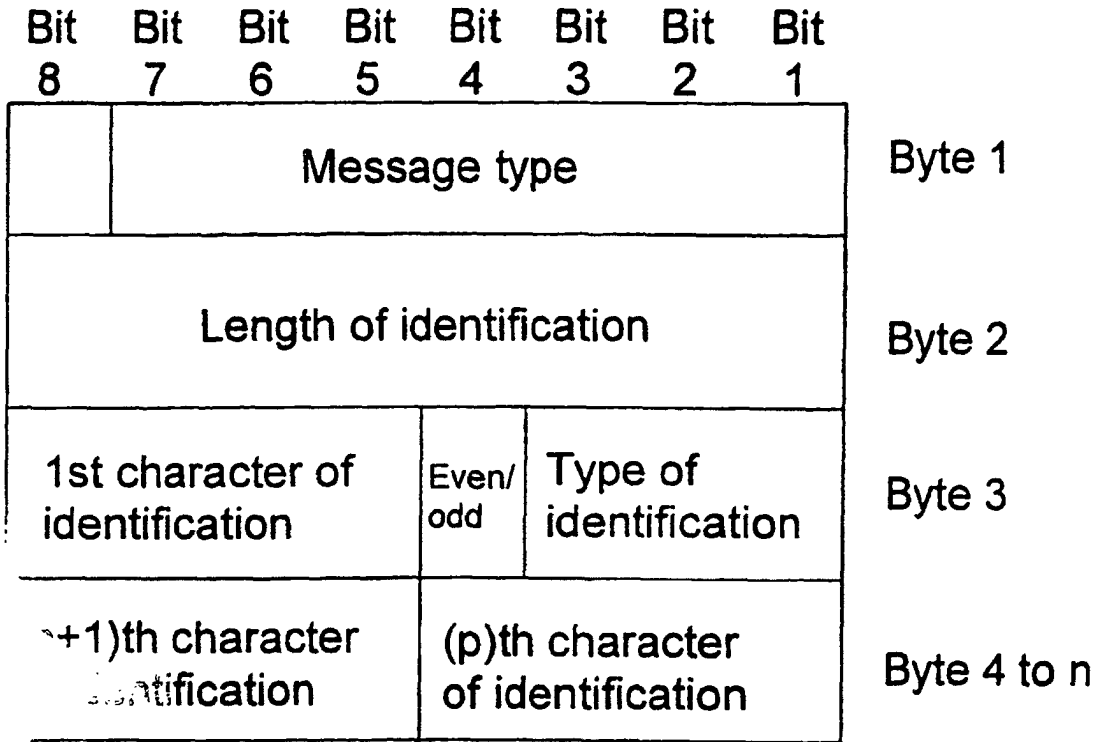 Bit Bit Bit Bit Bit Bit Bit Bit
8 7 6 5 4 3 2 1
Message type
Byte 1
Length of identification
Byte 2
1st character of
identification
Even/
odd
Type of
identification
Byte 3
+1)th character
(p)th character
of identification
Byte 4 to n